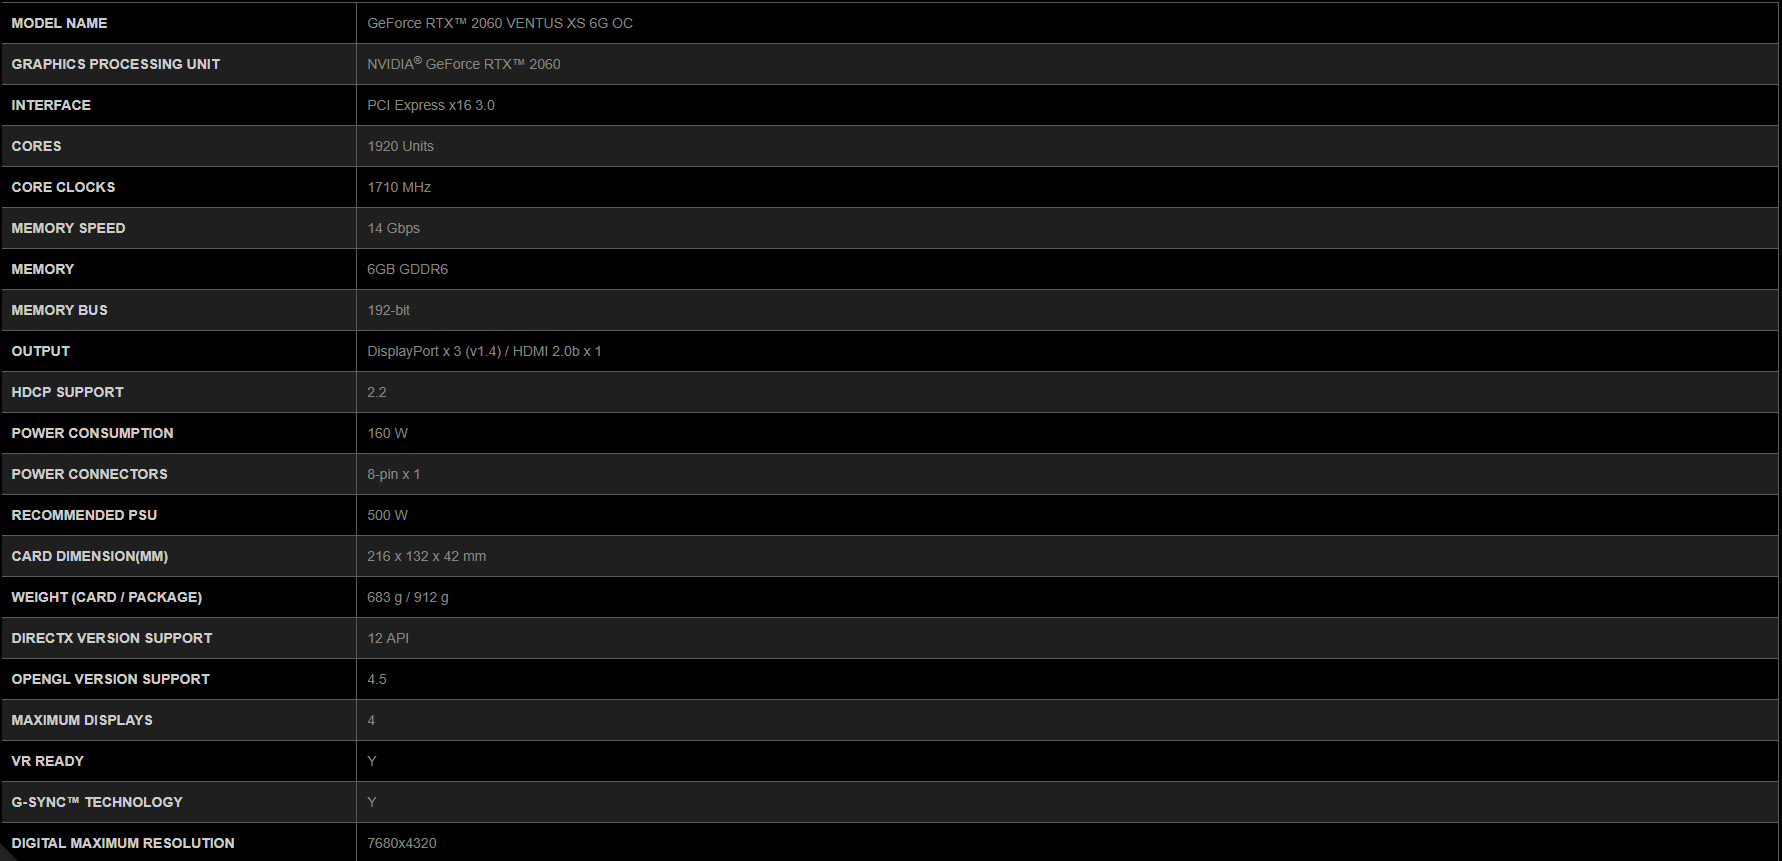 MODEL NAME GeForce RTX™ 2060 VENTUS XS 6G OC
GRAPHICS PROCESSING UNIT NVIDIA® GeForce RTX™ 2060
INTERFACE PCI Express x16 3.0
CORES 1920 Units
CORE CLOCKS 1710 MHz
MEMORY SPEED 14 Gbps
MEMORY 6GB GDDR6
MEMORY BUS 192-bit
OUTPUT DisplayPort x 3 (v1.4) / HDMI 2.0b x 1
HDCP SUPPORT 2.2
POWER CONSUMPTION 160 W
POWER CONNECTORS 8-pin x 1
RECOMMENDED PSU 500 W
CARD DIMENSION(MM) 216 x 132 x 42 mm
WEIGHT (CARD / PACKAGE) 683 g / 912 g
DIRECTX VERSION SUPPORT 12 API
OPENGL VERSION SUPPORT 4.5
MAXIMUM DISPLAYS 4
VR READY Y
G-SYNC™ TECHNOLOGY Y
DIGITAL MAXIMUM RESOLUTION 7680x4320